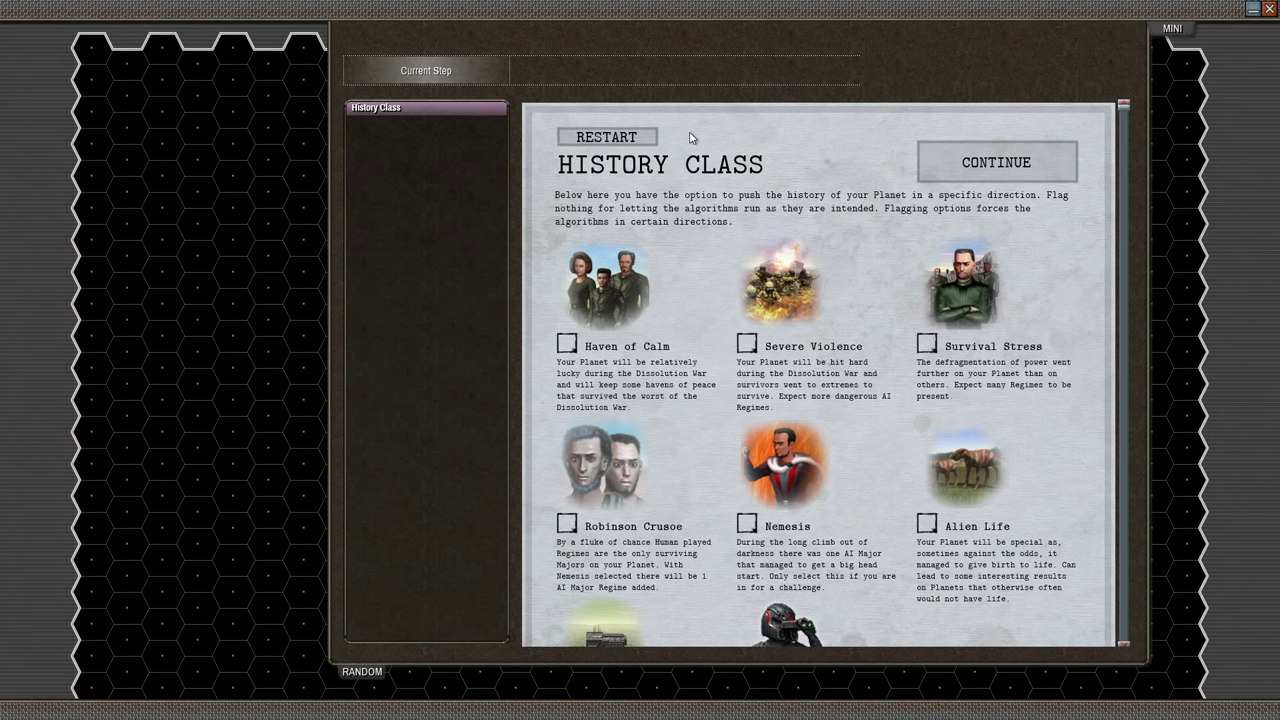 MINI
Current Step
History Class
RESTART
HISTORY CLASS
CONTINUE
Below here you have the option to push the history of your Planet in a specific direction. Flag
nothing for letting the algorithms run as they are intended. Flagging options forces the
algorithms in certain directions.
Haven of Calm
Your Planet will be relatively
lucky during the Dissolution War
and will keep some havens of peace
that survived the worst of the
Dissolution War.
Severe Violence
Your Planet will be hit hard
during the Dissolution War and
survivors went to extremes to
survive. Expect more dangerous AI
Regimes.
Survival Stress
The defragmentation of power went
further on your Planet than on
others. Expect many Regimes to be
present.
Robinson Crusoe
By a fluke of chance Human played
Regimes are the only surviving
Majors on your Planet. With
Nemesis selected there will be 1
AI Major Regime added.
Nemesis
During the long climb out of
darkness there was one AI Major
that managed to get a big head
start. Only select this if you are
in for a challenge.
Alien Life
Your Planet will be special as,
sometimes against the odds, it
managed to give birth to life. Can
lead to some interesting results
on Planets that otherwise often
would not have life.
RANDOM